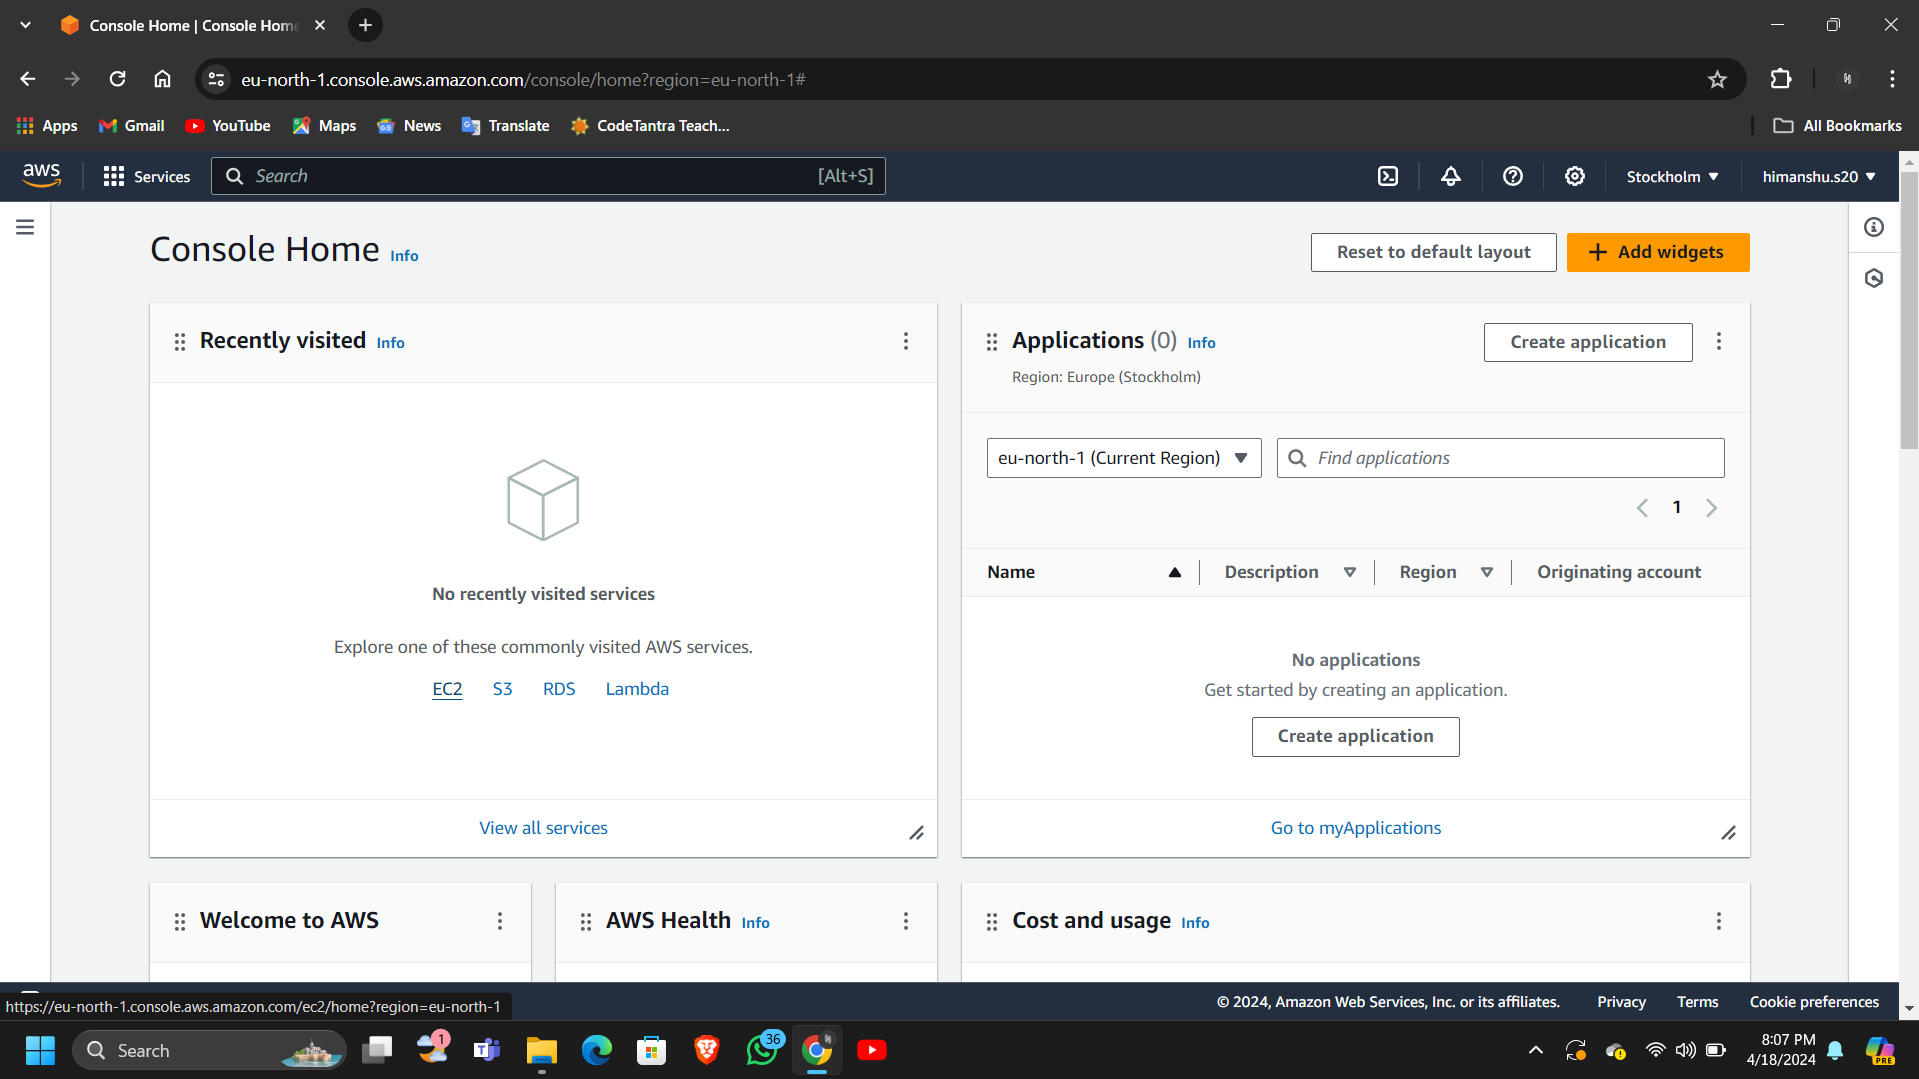 Console Home | Console Home
eu-north-1.console.aws.amazon.com/console/home?region=eu-north-1#
Apps Gmail YouTube Maps News Translate CodeTantra Teach... All Bookmarks
aws Services Search [Alt+S] Stockholm himanshu.s20
Console Home Info
Reset to default layout
Add widgets
Recently visited Info
No recently visited services
Explore one of these commonly visited AWS services.
EC2 S3 RDS Lambda
View all services
Applications (0) Info
Create application
Region: Europe (Stockholm)
eu-north-1 (Current Region)
Find applications
1
Name Description Region Originating account
No applications
Get started by creating an application.
Create application
Go to myApplications
Welcome to AWS
AWS Health Info
Cost and usage Info
https://eu-north-1.console.aws.amazon.com/ec2/home?region=eu-north-1
© 2024, Amazon Web Services, Inc. or its affiliates. Privacy Terms Cookie preferences
Search
1
36
8:07 PM
4/18/2024
PRE